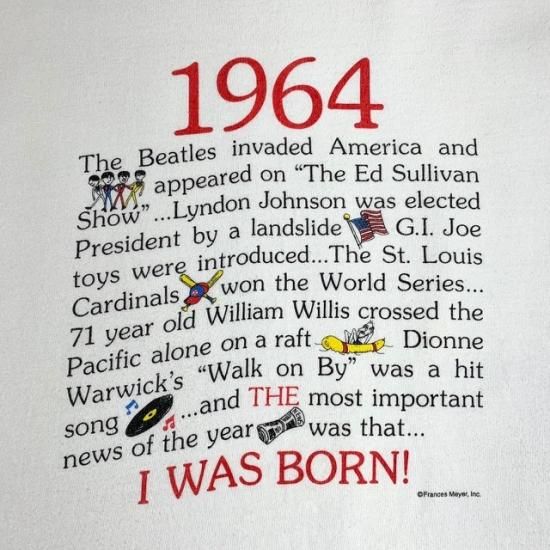 1964
The Beatles invaded America and
appeared on "The Ed Sullivan
Show"...Lyndon Johnson was elected
President by a landslide G.I. Joe
toys were introduced...The St. Louis
Cardinals won the World Series...
71 year old William Willis crossed the
Pacific alone on a raft Dionne
Warwick's "Walk on By" was a hit
song ...and THE most important
news of the year was that...
I WAS BORN!
©Frances Meyer, Inc.